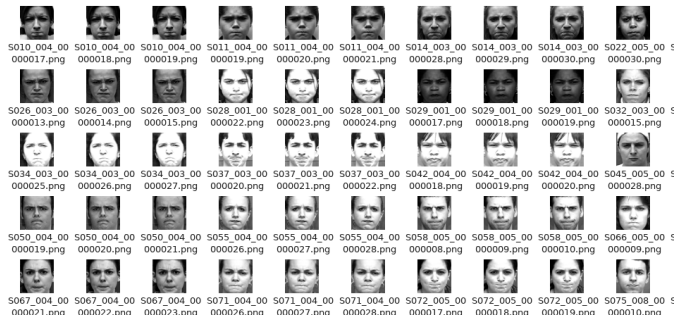 S010_004_00 S010_004_00 S010_004_00 S011_004_00 S011_004_00 S011_004_00 S014_003_00 S014_003_00 S014_003_00 S022_005_00 S
000017.png 000018.png 000019.png 000019.png 000020.png 000021.png 000028.png 000029.png 000030.png 000030.png
S026_003_00 S026_003_00 S026_003_00 S028_001_00 S028_001_00 S028_001_00 S029_001_00 S029_001_00 S029_001_00 S032_003_00 S
000013.png 000014.png 000015.png 000022.png 000023.png 000024.png 000017.png 000018.png 000019.png 000015.png
S034_003_00 S034_003_00 S034_003_00 S037_003_00 S037_003_00 S037_003_00 S042_004_00 S042_004_00 S042_004_00 S045_005_00 S
000025.png 000026.png 000027.png 000020.png 000021.png 000022.png 000018.png 000019.png 000020.png 000028.png
S050_004_00 S050_004_00 S050_004_00 S055_004_00 S055_004_00 S055_004_00 S058_005_00 S058_005_00 S058_005_00 S066_005_00 S
000019.png 000020.png 000021.png 000026.png 000027.png 000028.png 000008.png 000009.png 000010.png 000009.png
S067_004_00 S067_004_00 S067_004_00 S071_004_00 S071_004_00 S071_004_00 S072_005_00 S072_005_00 S072_005_00 S075_008_00 S
000021.png 000022.png 000023.png 000026.png 000027.png 000028.png 000017.png 000018.png 000019.png 000010.png